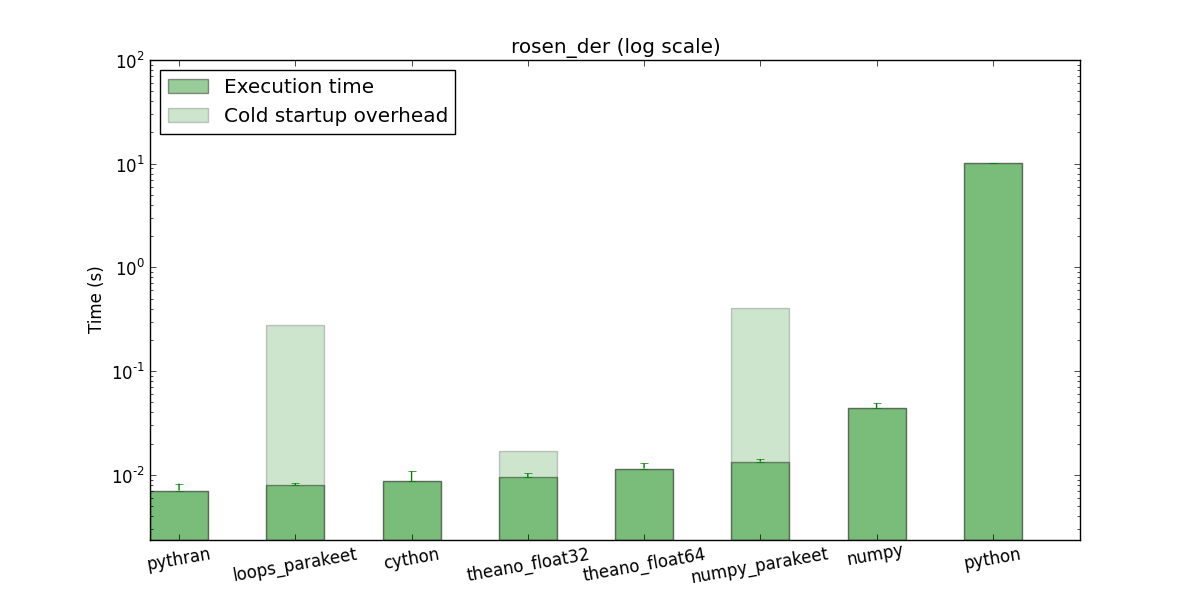 rosen_der (log scale)
Execution time
Cold startup overhead
Time (s)
10^2
10^1
10^0
10^-1
10^-2
pythran
loops_parakeet
cython
theano_float32
theano_float64
numpy_parakeet
numpy
python